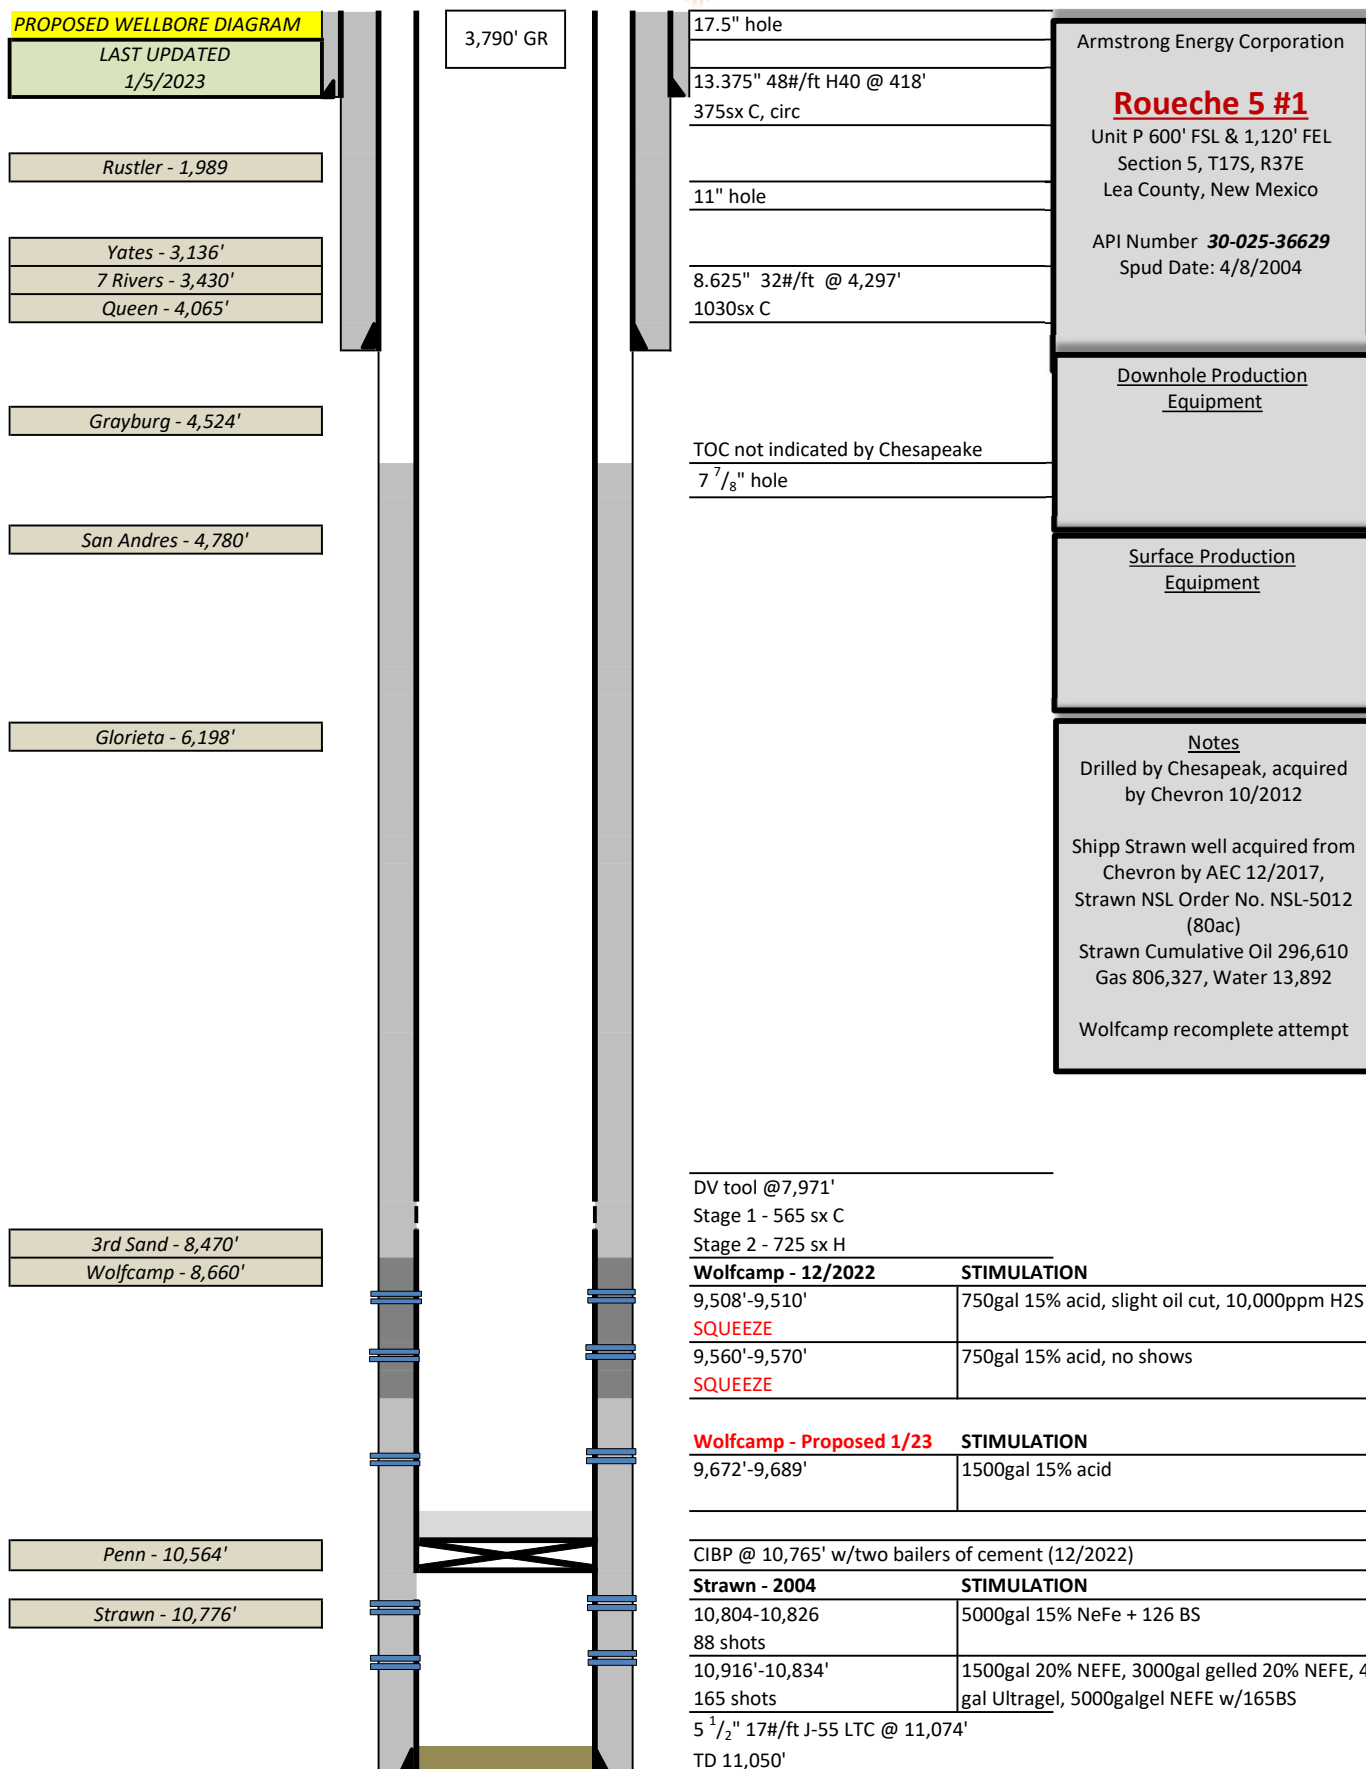 PROPOSED WELLBORE DIAGRAM
LAST UPDATED
1/5/2023
3,790' GR
17.5" hole
13.375" 48#/ft H40 @ 418'
375sx C, circ
Armstrong Energy Corporation
Roueche 5 #1
Unit P 600' FSL & 1,120' FEL
Section 5, T17S, R37E
Lea County, New Mexico
API Number 30-025-36629
Spud Date: 4/8/2004
Rustler - 1,989
11" hole
Yates - 3,136'
7 Rivers - 3,430'
Queen - 4,065'
8.625" 32#/ft @ 4,297'
1030sx C
Downhole Production
Equipment
Grayburg - 4,524'
TOC not indicated by Chesapeake
7 7/8" hole
San Andres - 4,780'
Surface Production
Equipment
Glorieta - 6,198'
Notes
Drilled by Chesapeak, acquired
by Chevron 10/2012
Shipp Strawn well acquired from
Chevron by AEC 12/2017,
Strawn NSL Order No. NSL-5012
(80ac)
Strawn Cumulative Oil 296,610
Gas 806,327, Water 13,892
Wolfcamp recomplete attempt
DV tool @7,971'
Stage 1 - 565 sx C
Stage 2 - 725 sx H
3rd Sand - 8,470'
Wolfcamp - 8,660'
Wolfcamp - 12/2022 STIMULATION
9,508'-9,510' 750gal 15% acid, slight oil cut, 10,000ppm H2S
SQUEEZE
9,560'-9,570' 750gal 15% acid, no shows
SQUEEZE
Wolfcamp - Proposed 1/23 STIMULATION
9,672'-9,689' 1500gal 15% acid
Penn - 10,564'
CIBP @ 10,765' w/two bailers of cement (12/2022)
Strawn - 2004 STIMULATION
Strawn - 10,776'
10,804-10,826 5000gal 15% NeFe + 126 BS
88 shots
10,916'-10,834' 1500gal 20% NEFE, 3000gal gelled 20% NEFE, 4
165 shots gal Ultragel, 5000galgel NEFE w/165BS
5 1/2" 17#/ft J-55 LTC @ 11,074'
TD 11,050'